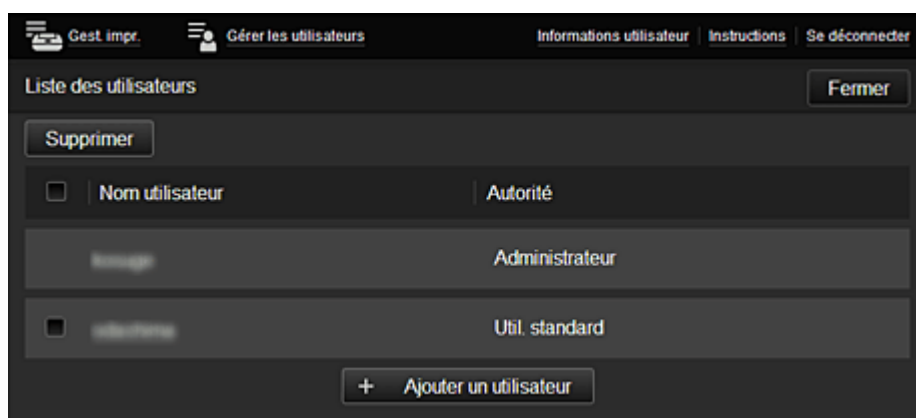 Gest. impr. Gérer les utilisateurs Informations utilisateur Instructions Se déconnecter
Liste des utilisateurs Fermer
Supprimer
Nom utilisateur Autorité
Administrateur
Util. standard
+ Ajouter un utilisateur